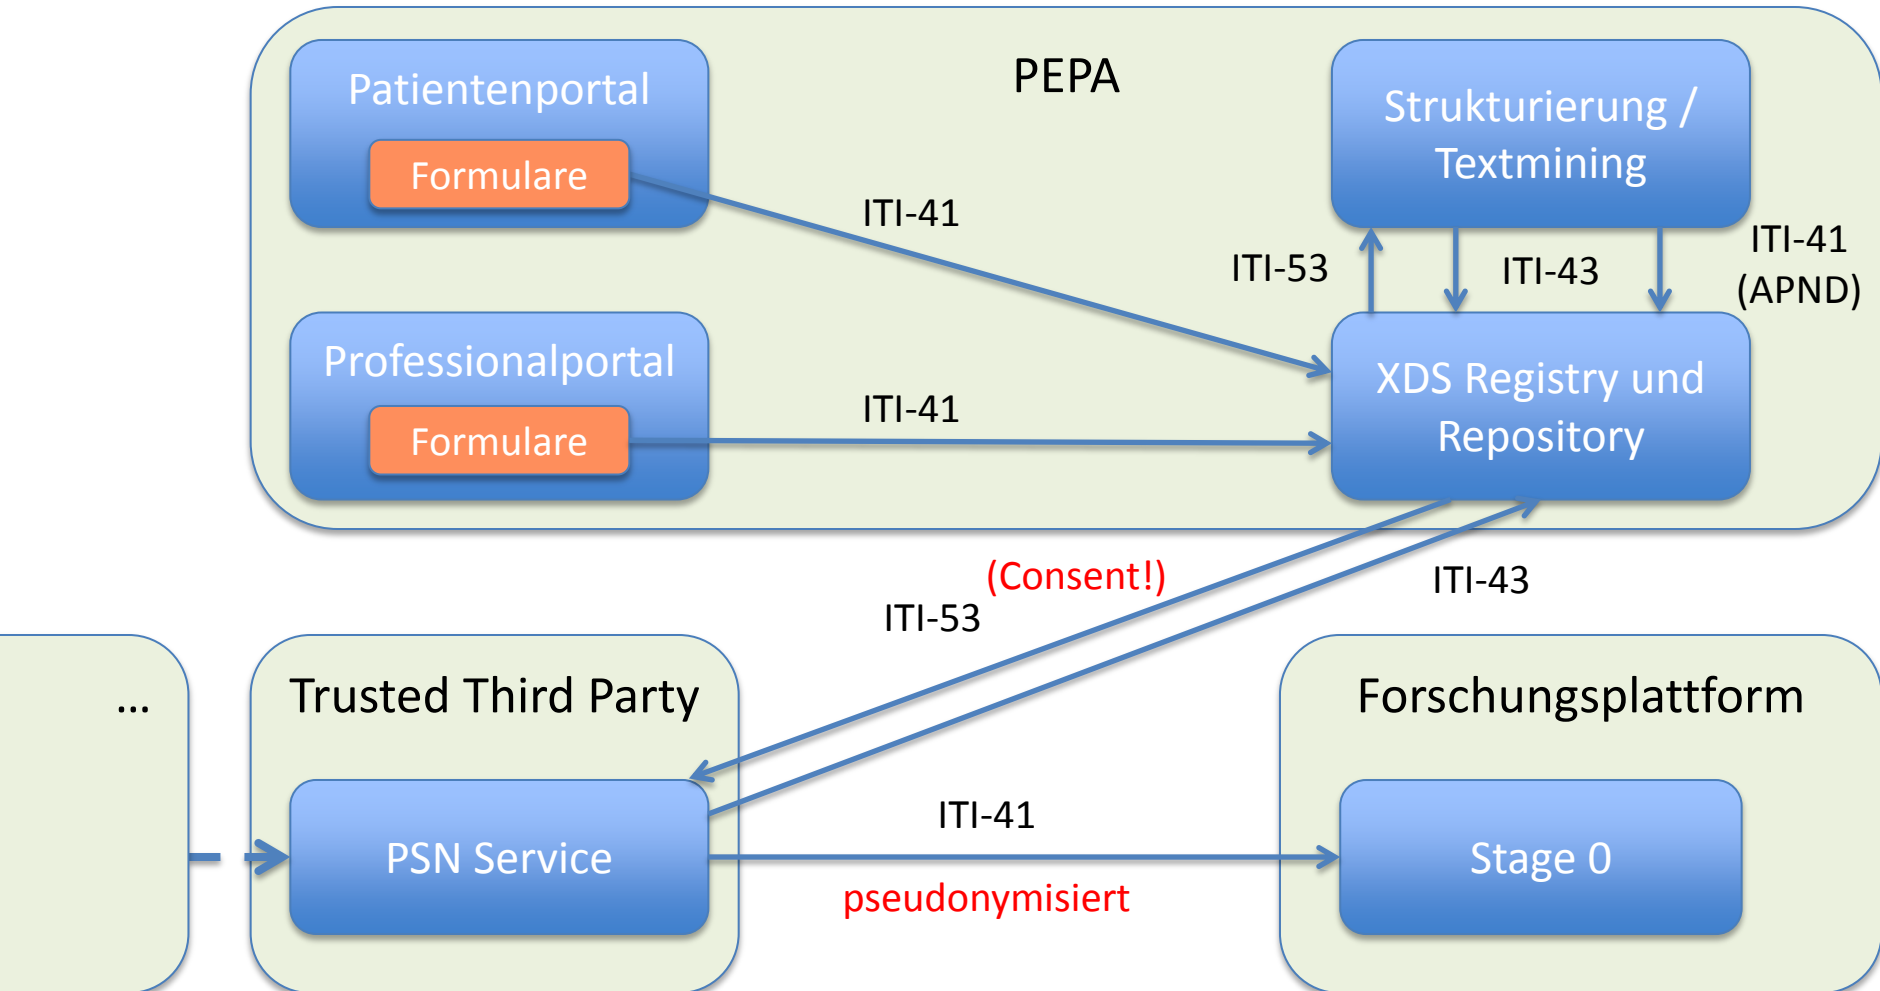 PEPA
Patientenportal
Formulare
Strukturierung /
Textmining
ITI-41
ITI-53
ITI-43
ITI-41
(APND)
Professionalportal
Formulare
ITI-41
XDS Registry und
Repository
(Consent!)
ITI-53
ITI-43
...
Trusted Third Party
Forschungsplattform
ITI-41
PSN Service
pseudonymisiert
Stage 0